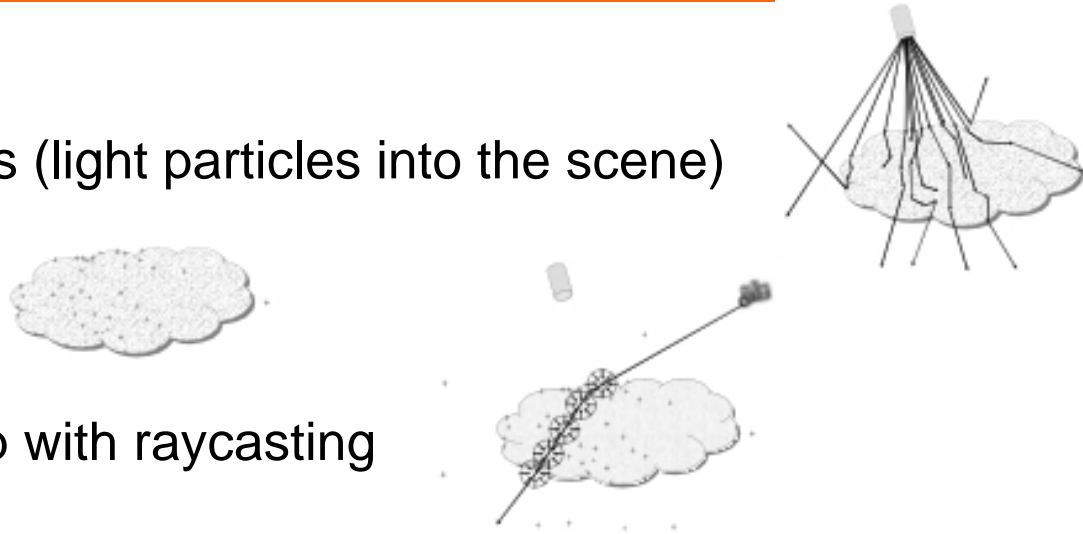 (light particles into the scene)
with raycasting